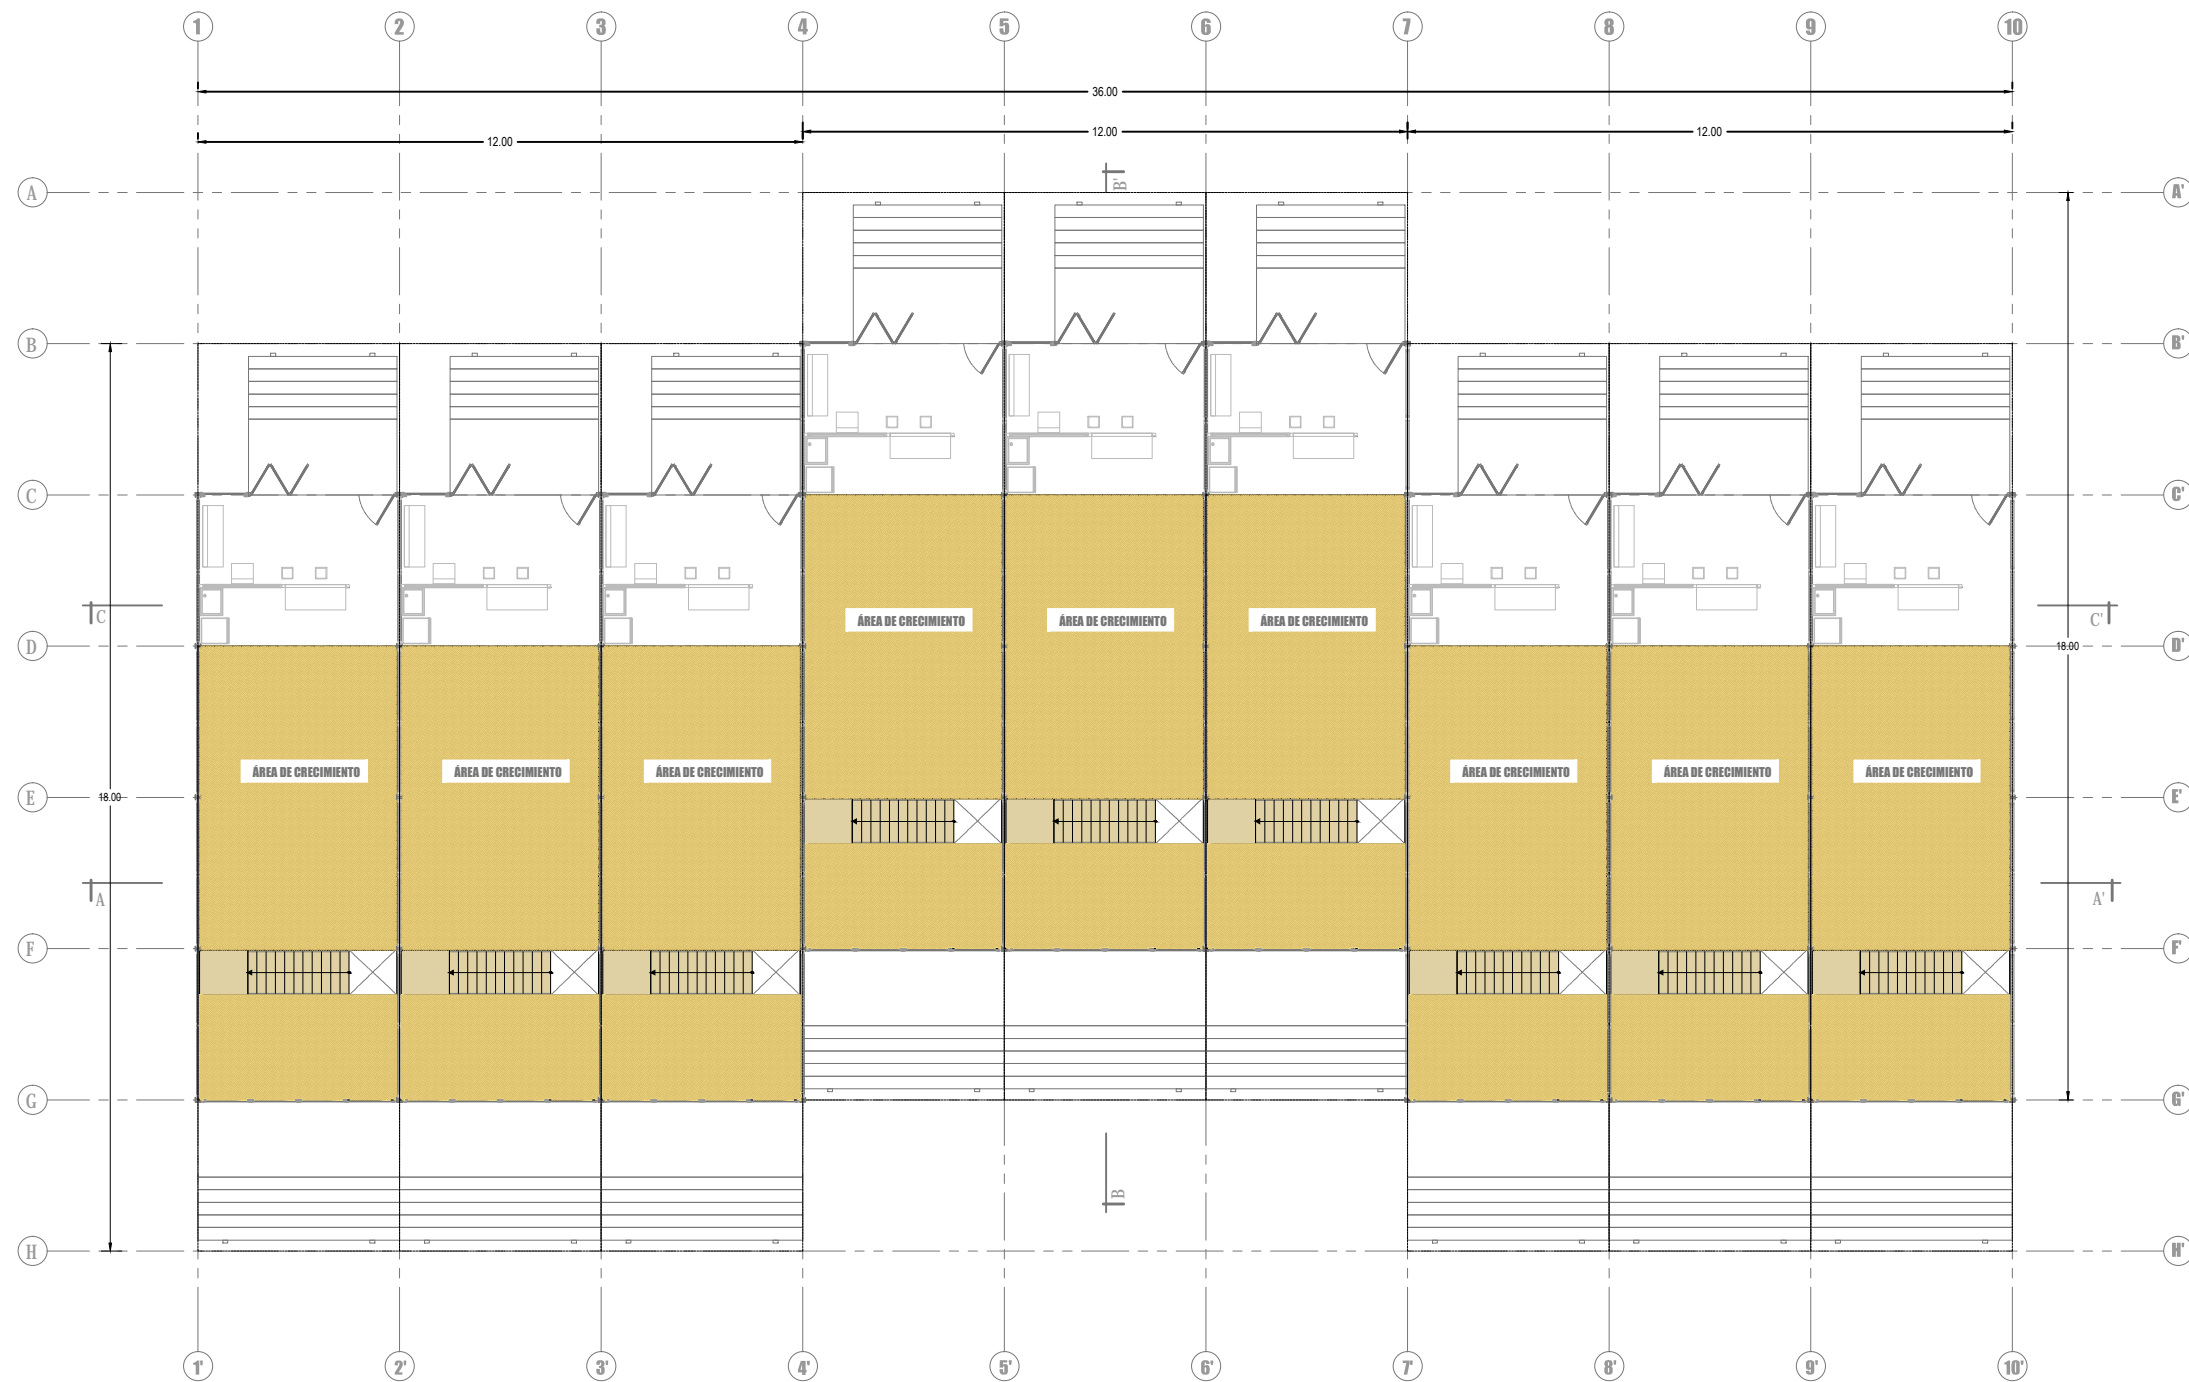 1 2 3 4 5 6 7 8 9 10
36.00
12.00 12.00
12.00
B'
A A'
B B'
C C'
C C'
ÁREA DE CRECIMIENTO ÁREA DE CRECIMIENTO ÁREA DE CRECIMIENTO
D 18.00 D'
ÁREA DE CRECIMIENTO ÁREA DE CRECIMIENTO ÁREA DE CRECIMIENTO ÁREA DE CRECIMIENTO ÁREA DE CRECIMIENTO ÁREA DE CRECIMIENTO
E 18.00 E'
A A'
F F'
G G'
B
H H'
1' 2' 3' 4' 5' 6' 7' 8' 9' 10'